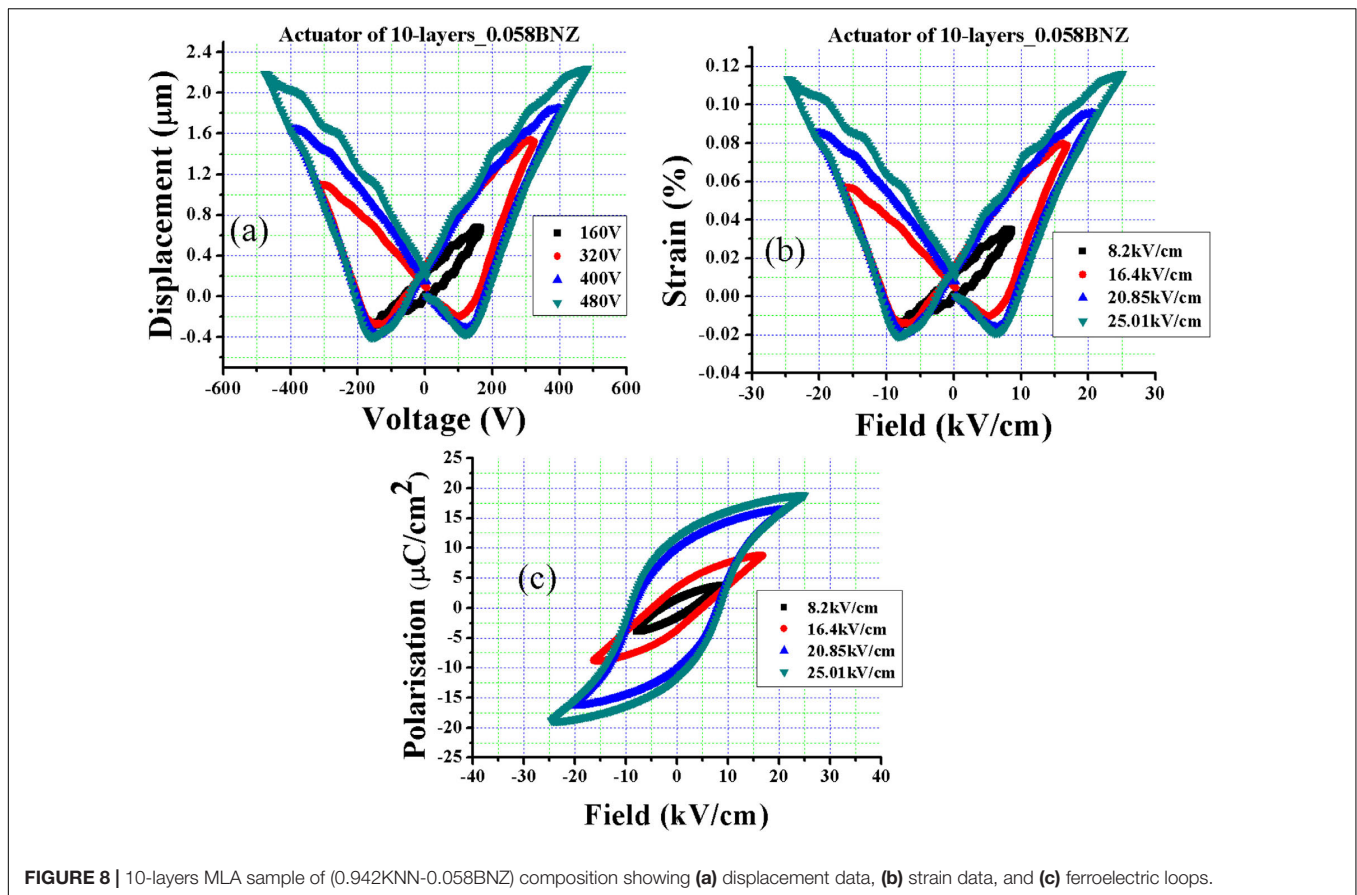 Actuator of 10-layers_0.058BNZ
Displacement (μm)
2.4
2.0
1.6
1.2
0.8
0.4
0.0
-0.4
(a)
160V
320V
400V
480V
-600 -400 -200 0 200 400 600
Voltage (V)
Actuator of 10-layers_0.058BNZ
Strain (%)
0.12
0.10
0.08
0.06
0.04
0.02
0.00
-0.02
-0.04
(b)
8.2kV/cm
16.4kV/cm
20.85kV/cm
25.01kV/cm
-30 -20 -10 0 10 20 30
Field (kV/cm)
Polarisation (μC/cm²)
25
20
15
10
5
0
-5
-10
-15
-20
-25
(c)
8.2kV/cm
16.4kV/cm
20.85kV/cm
25.01kV/cm
-40 -30 -20 -10 0 10 20 30 40
Field (kV/cm)
FIGURE 8 | 10-layers MLA sample of (0.942KNN-0.058BNZ) composition showing (a) displacement data, (b) strain data, and (c) ferroelectric loops.